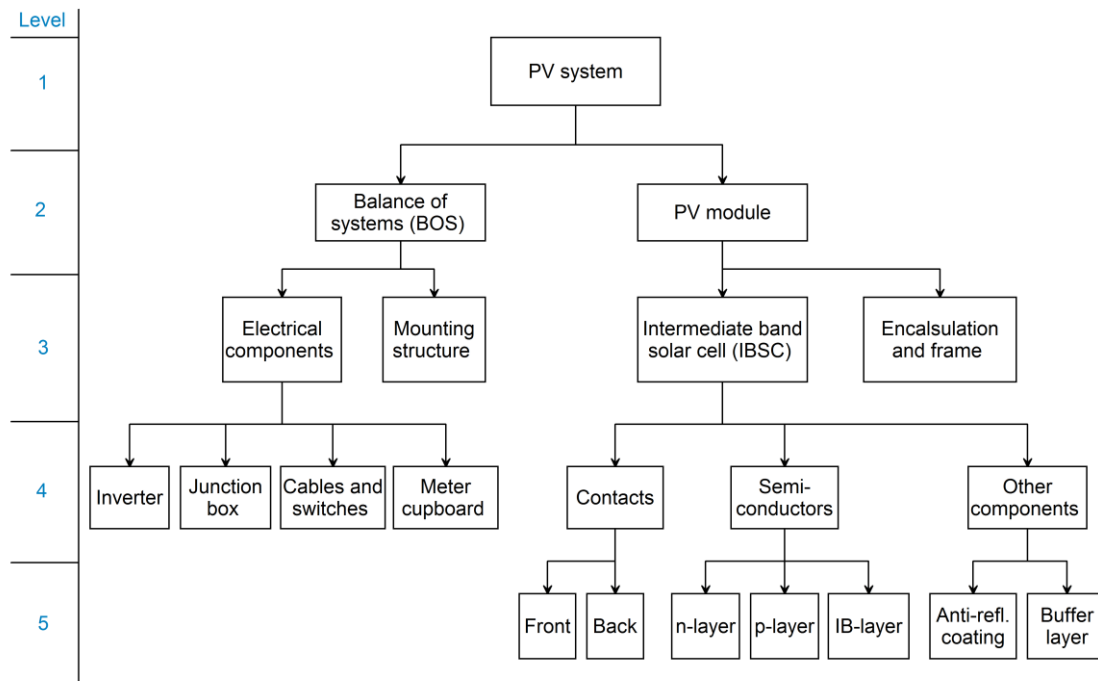 Level
1
PV system
2
Balance of
systems (BOS)
PV module
3
Electrical
components
Mounting
structure
Intermediate band
solar cell (IBSC)
Encalsulation
and frame
4
Inverter
Junction
box
Cables and
switches
Meter
cupboard
Contacts
Semi-
conductors
Other
components
5
Front
Back
n-layer
p-layer
IB-layer
Anti-refl.
coating
Buffer
layer